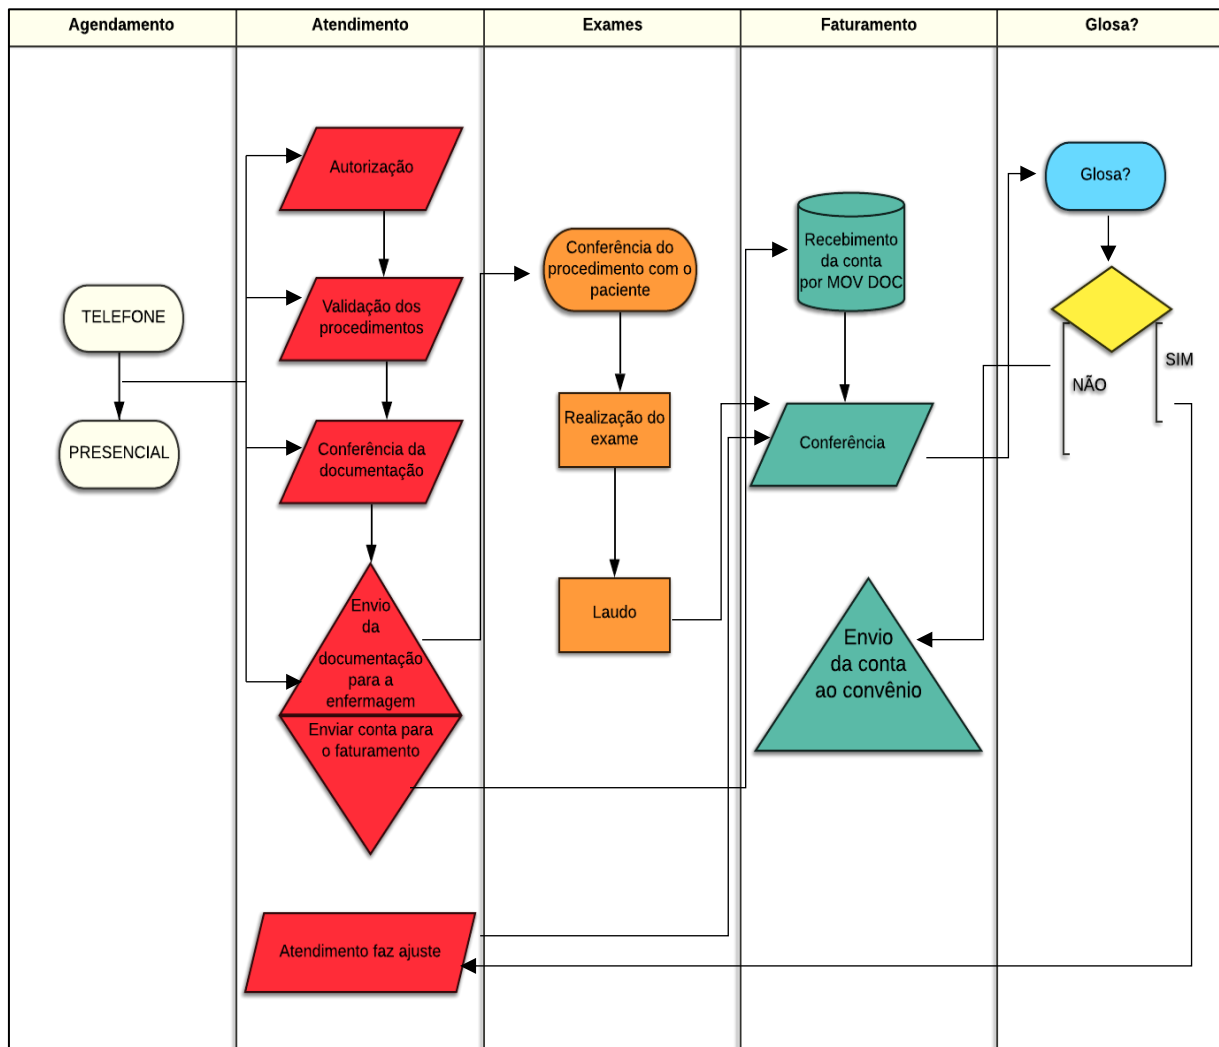 Agendamento
Atendimento
Exames
Faturamento
Glosa?
TELEFONE
PRESENCIAL
Autorização
Validação dos
procedimentos
Conferência da
documentação
Envio
da
documentação
para a
enfermagem
Enviar conta para
o faturamento
Atendimento faz ajuste
Conferência do
procedimento com o
paciente
Realização do
exame
Laudo
Recebimento
da conta
por MOV DOC
Conferência
Envio
da conta
ao convênio
Glosa?
NÃO
SIM